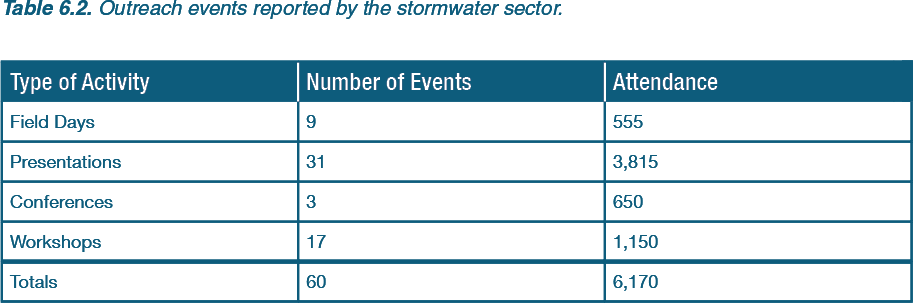 Table 6.2. Outreach events reported by the stormwater sector.
Type of Activity Number of Events Attendance
Field Days 9 555
Presentations 31 3,815
Conferences 3 650
Workshops 17 1,150
Totals 60 6,170